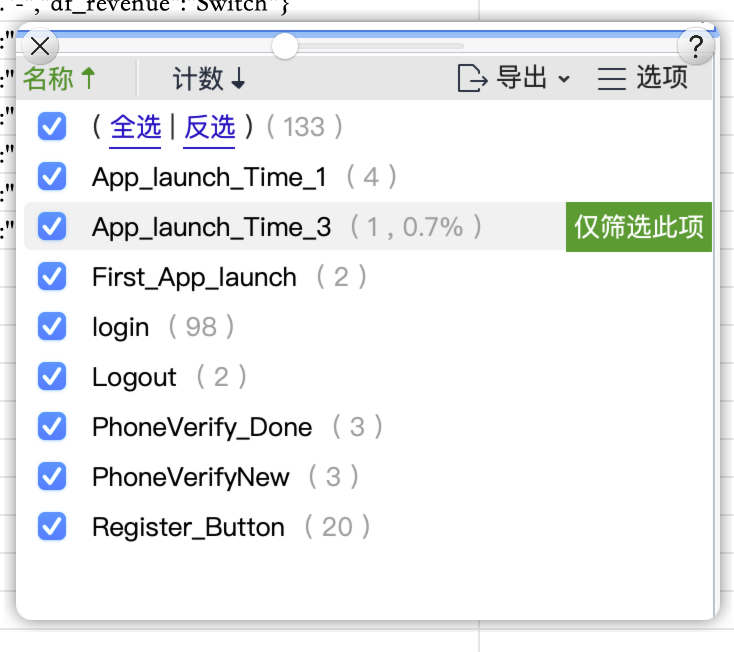 "-","df_revenue":"Switch"}
?
名称↑ 计数↓ 导出 选项
( 全选 | 反选 ) ( 133 )
App_launch_Time_1 ( 4 )
App_launch_Time_3 ( 1 , 0.7% ) 仅筛选此项
First_App_launch ( 2 )
login ( 98 )
Logout ( 2 )
PhoneVerify_Done ( 3 )
PhoneVerifyNew ( 3 )
Register_Button ( 20 )